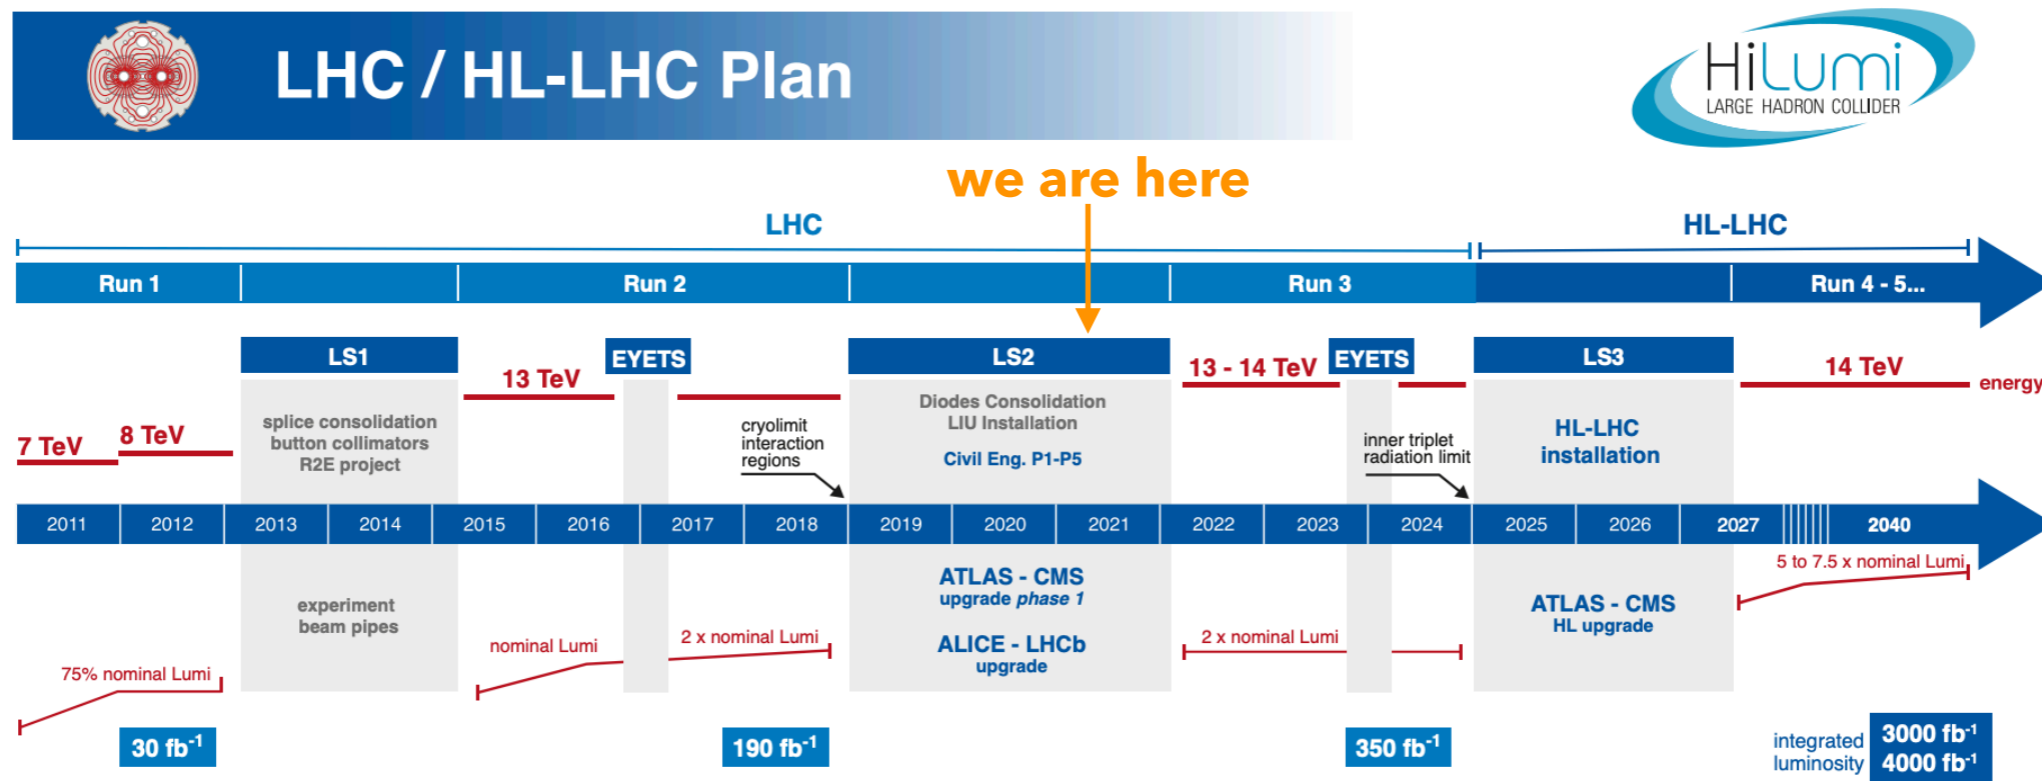 LHC / HL-LHC Plan
HiLumi
LARGE HADRON COLLIDER
we are here
LHC
HL-LHC
Run 1
Run 2
Run 3
Run 4 - 5...
LS1
EYETS
LS2
EYETS
LS3
13 TeV
13 - 14 TeV
14 TeV
energy
7 TeV
8 TeV
splice consolidation
button collimators
R2E project
cryolimit
interaction
regions
Diodes Consolidation
LIU Installation
Civil Eng. P1-P5
inner triplet
radiation limit
HL-LHC
installation
2011
2012
2013
2014
2015
2016
2017
2018
2019
2020
2021
2022
2023
2024
2025
2026
2027
2040
experiment
beam pipes
75% nominal Lumi
nominal Lumi
2 x nominal Lumi
ATLAS - CMS
upgrade phase 1
ALICE - LHCb
upgrade
2 x nominal Lumi
ATLAS - CMS
HL upgrade
5 to 7.5 x nominal Lumi
30 fb⁻¹
190 fb⁻¹
350 fb⁻¹
integrated
luminosity
3000 fb⁻¹
4000 fb⁻¹